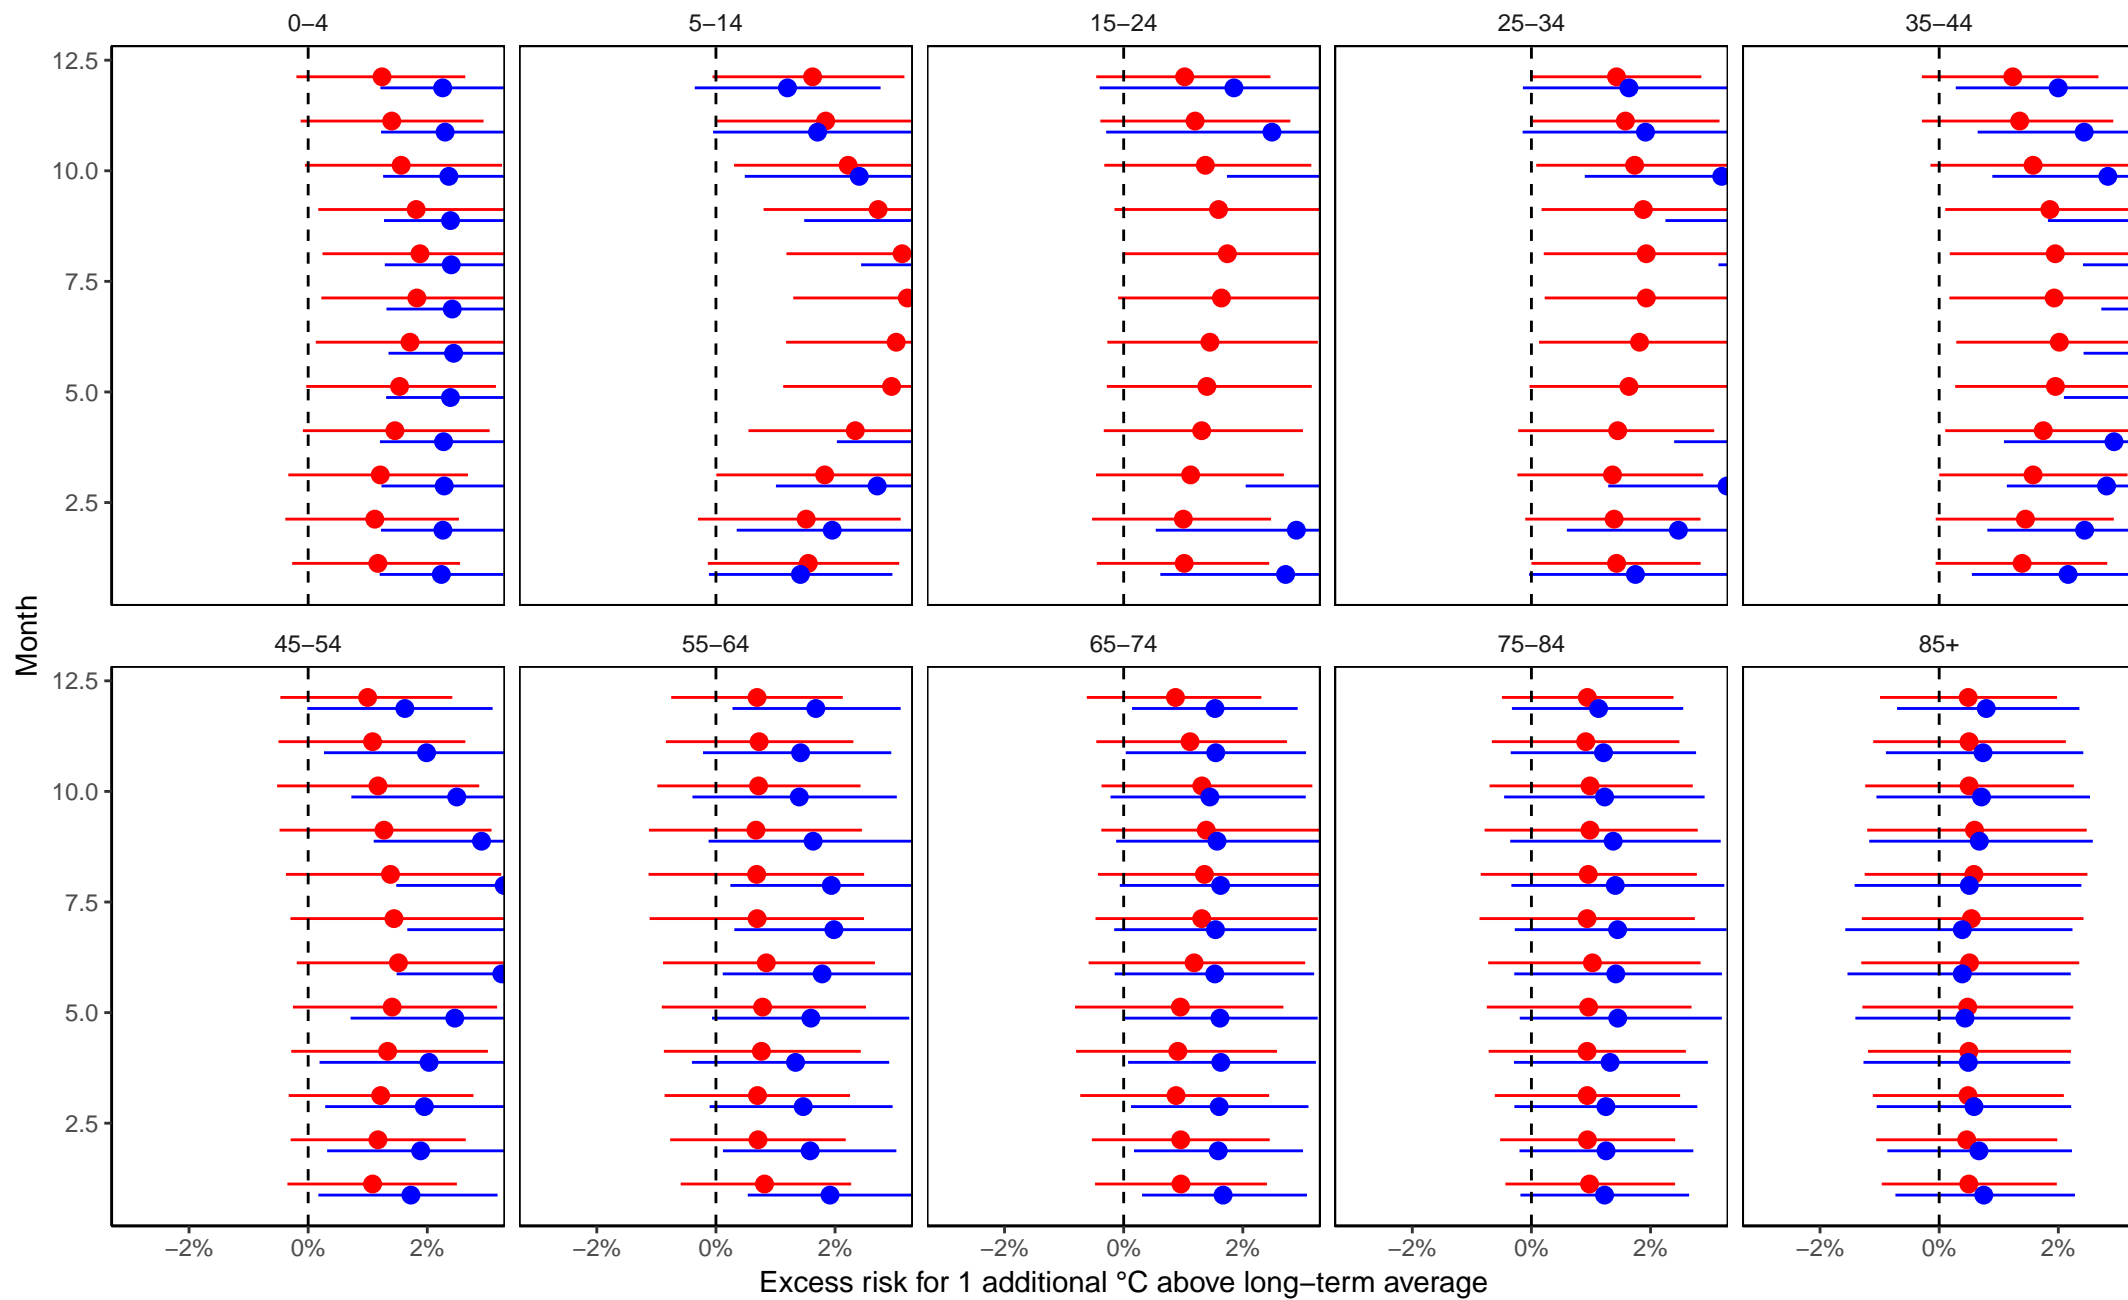 0–4 5–14 15–24 25–34 35–44
12.5
10.0
7.5
5.0
2.5
Month
45–54 55–64 65–74 75–84 85+
12.5
10.0
7.5
5.0
2.5
−2% 0% 2% −2% 0% 2% −2% 0% 2% −2% 0% 2% −2% 0% 2%
Excess risk for 1 additional °C above long−term average